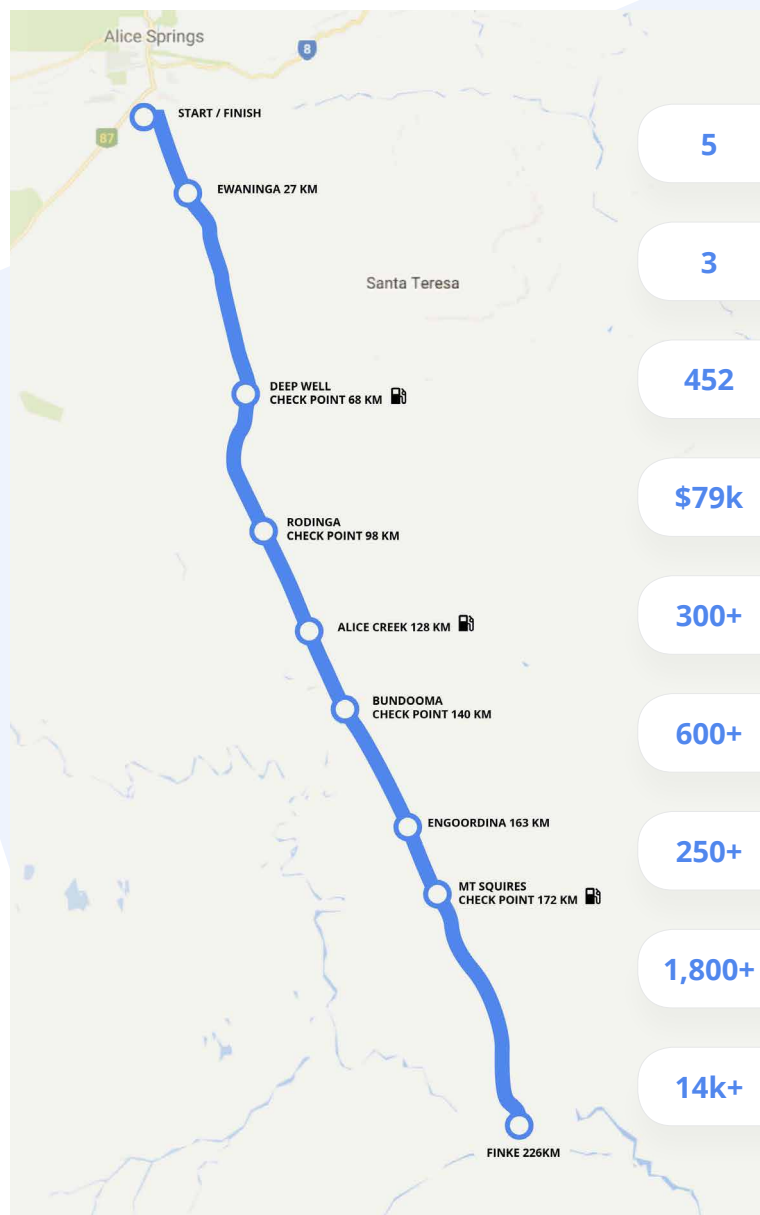 Alice Springs
8
START / FINISH
87
5
EWANINGA 27 KM
3
Santa Teresa
452
DEEP WELL
CHECK POINT 68 KM
$79k
RODINGA
CHECK POINT 98 KM
300+
ALICE CREEK 128 KM
BUNDOOMA
CHECK POINT 140 KM
600+
ENGOORDINA 163 KM
250+
MT SQUIRES
CHECK POINT 172 KM
1,800+
14k+
FINKE 226KM